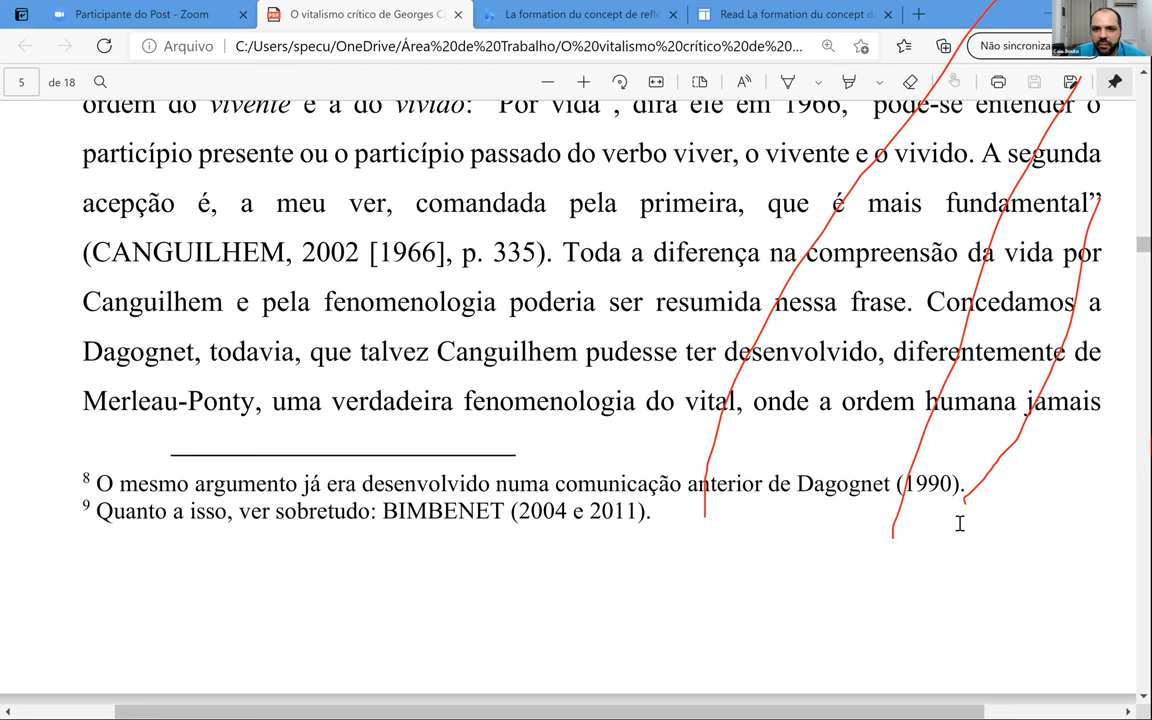 Participante do Post - Zoom
O vitalismo crítico de Georges C
La formation du concept de refle
Read La formation du concept d
Arquivo
C:/Users/specu/OneDrive/Área%20de%20Trabalho/O%20vitalismo%20crítico%20de%20...
Não sincroniza
Caio Souto
5 de 18
ordem do vivente e a do vivido: “Por vida”, dirá ele em 1966, “pode-se entender o
particípio presente ou o particípio passado do verbo viver, o vivente e o vivido. A segunda
acepção é, a meu ver, comandada pela primeira, que é mais fundamental”
(CANGUILHEM, 2002 [1966], p. 335). Toda a diferença na compreensão da vida por
Canguilhem e pela fenomenologia poderia ser resumida nessa frase. Concedamos a
Dagognet, todavia, que talvez Canguilhem pudesse ter desenvolvido, diferentemente de
Merleau-Ponty, uma verdadeira fenomenologia do vital, onde a ordem humana jamais
8 O mesmo argumento já era desenvolvido numa comunicação anterior de Dagognet (1990).
9 Quanto a isso, ver sobretudo: BIMBENET (2004 e 2011).